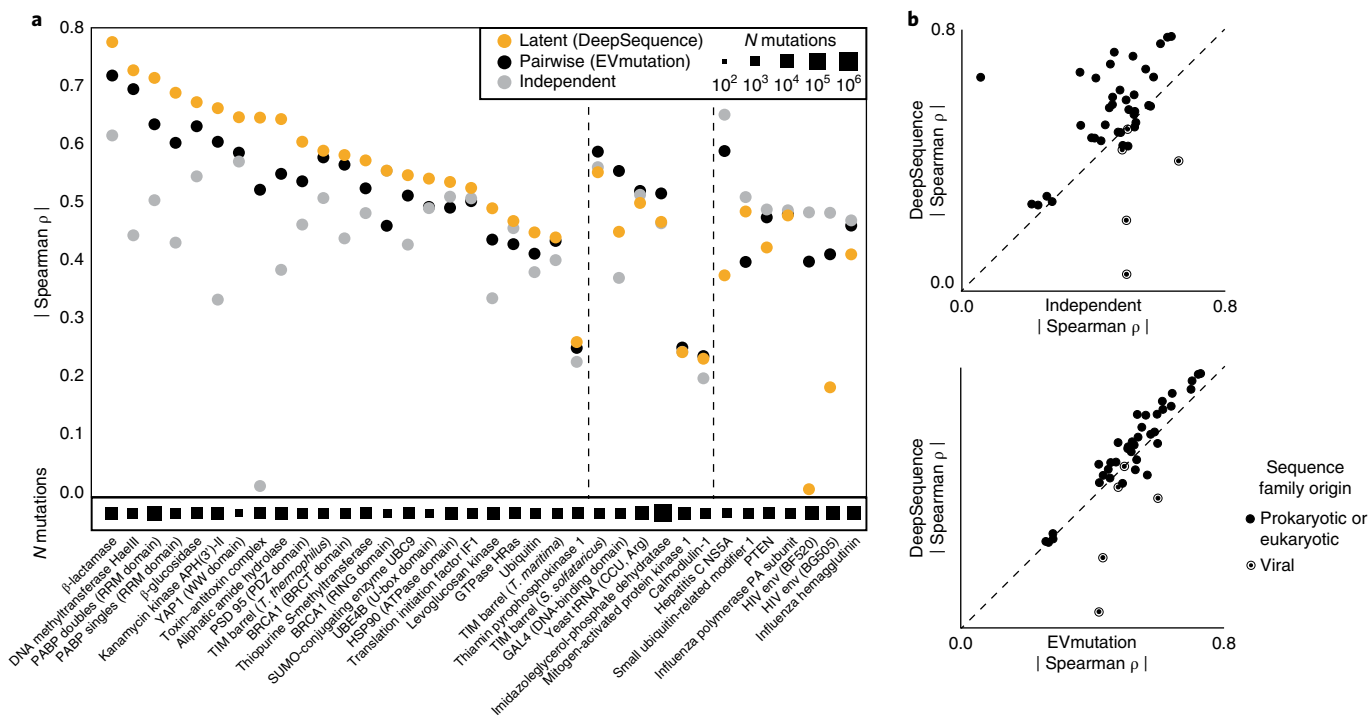 a
| Spearman ρ |
0.8
0.7
0.6
0.5
0.4
0.3
0.2
0.1
0.0
Latent (DeepSequence)
Pairwise (EVmutation)
Independent
N mutations
10² 10³ 10⁴ 10⁵ 10⁶
N mutations
β-lactamase
DNA methyltransferase HaeIII
PABP doubles (RRM domain)
PABP singles (RRM domain)
β-glucosidase
Kanamycin kinase APH(3′)-II
YAP1 (WW domain)
Toxin–antitoxin complex
Aliphatic amide hydrolase
PSD 95 (PDZ domain)
TIM barrel (T. thermophilus)
BRCA1 (BRCT domain)
Thiopurine S-methyltransferase
BRCA1 (RING domain)
SUMO-conjugating enzyme UBC9
UBE4B (U-box domain)
HSP90 (ATPase domain)
Translation initiation factor IF1
Levoglucosan kinase
GTPase HRas
Ubiquitin
TIM barrel (T. maritima)
Thiamin pyrophosphokinase 1
TIM barrel (S. solfataricus)
GAL4 (DNA-binding domain)
Yeast tRNA (CCU, Arg)
Imidazoleglycerol-phosphate dehydratase
Mitogen-activated protein kinase 1
Calmodulin-1
Hepatitis C NS5A
Small ubiquitin-related modifier 1
PTEN
Influenza polymerase PA subunit
HIV env (BF520)
HIV env (BG505)
Influenza hemagglutinin
b
0.8
DeepSequence
| Spearman ρ |
0.0
0.0
0.8
Independent
| Spearman ρ |
DeepSequence
| Spearman ρ |
EVmutation
| Spearman ρ |
Sequence
family origin
Prokaryotic or
eukaryotic
Viral